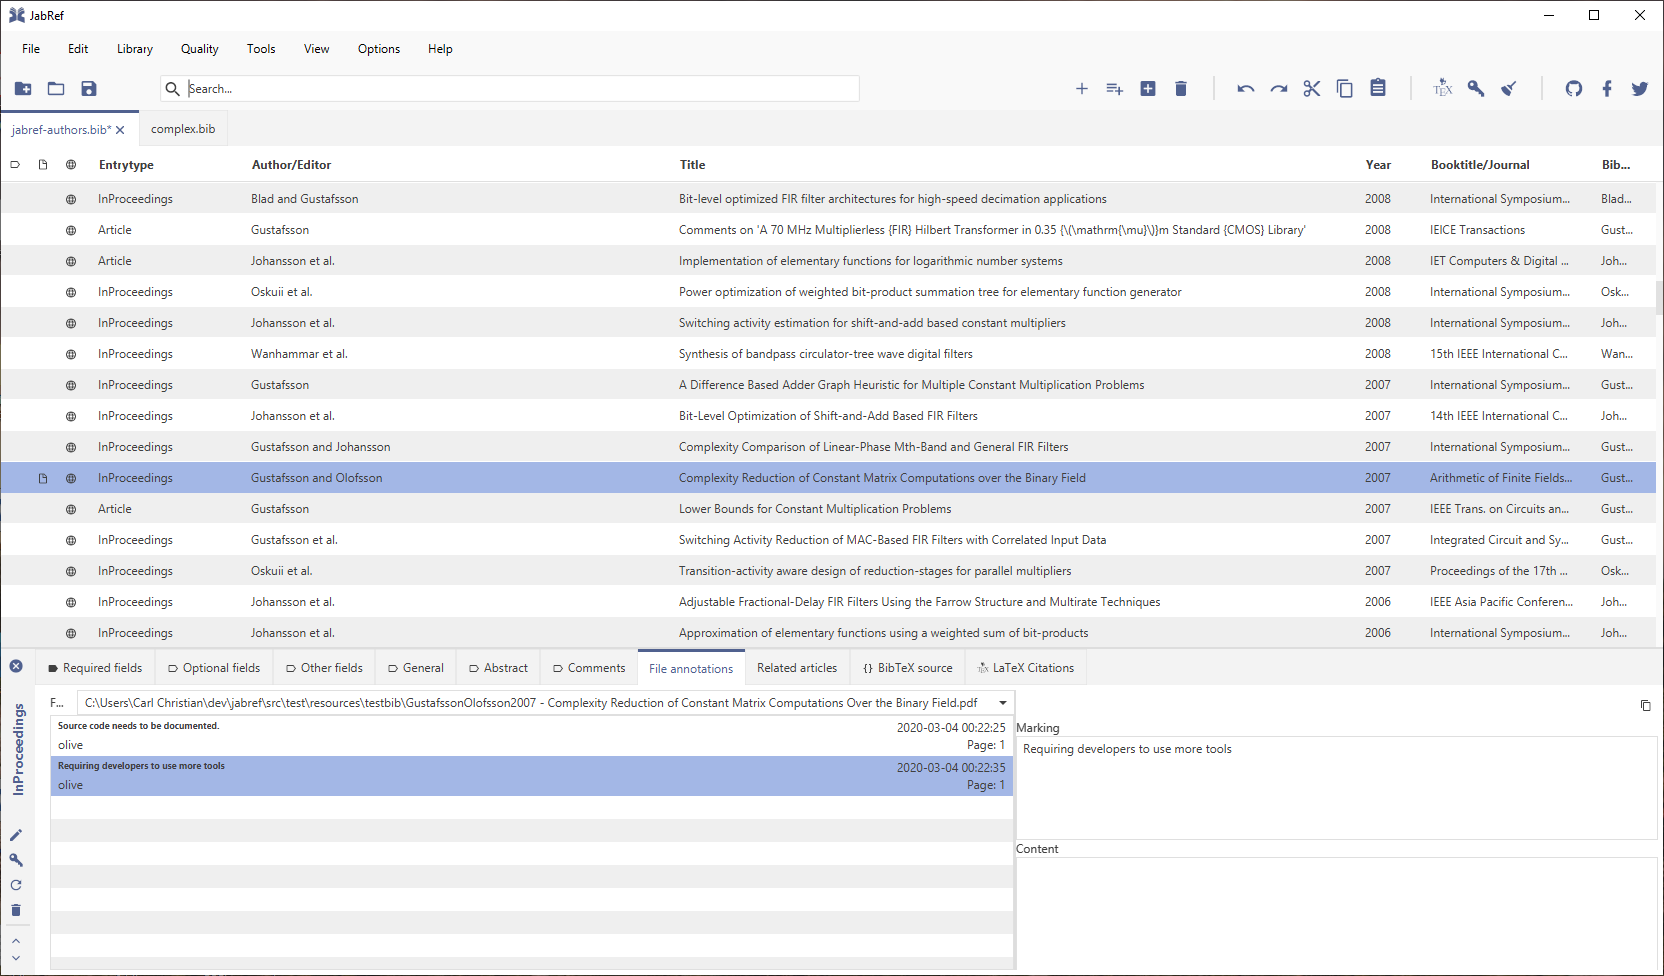 JabRef
File Edit Library Quality Tools View Options Help
Search...
TEX
jabref-authors.bib* complex.bib
Entrytype Author/Editor Title Year Booktitle/Journal Bib...
InProceedings Blad and Gustafsson Bit-level optimized FIR filter architectures for high-speed decimation applications 2008 International Symposium... Blad...
Article Gustafsson Comments on 'A 70 MHz Multiplierless {FIR} Hilbert Transformer in 0.35 {\(\mathrm{\mu}\)}m Standard {CMOS} Library' 2008 IEICE Transactions Gust...
Article Johansson et al. Implementation of elementary functions for logarithmic number systems 2008 IET Computers & Digital ... Joh...
InProceedings Oskuii et al. Power optimization of weighted bit-product summation tree for elementary function generator 2008 International Symposium... Osk...
InProceedings Johansson et al. Switching activity estimation for shift-and-add based constant multipliers 2008 International Symposium... Joh...
InProceedings Wanhammar et al. Synthesis of bandpass circulator-tree wave digital filters 2008 15th IEEE International C... Wan...
InProceedings Gustafsson A Difference Based Adder Graph Heuristic for Multiple Constant Multiplication Problems 2007 International Symposium... Gust...
InProceedings Johansson et al. Bit-Level Optimization of Shift-and-Add Based FIR Filters 2007 14th IEEE International C... Joh...
InProceedings Gustafsson and Johansson Complexity Comparison of Linear-Phase Mth-Band and General FIR Filters 2007 International Symposium... Gust...
InProceedings Gustafsson and Olofsson Complexity Reduction of Constant Matrix Computations over the Binary Field 2007 Arithmetic of Finite Fields... Gust...
Article Gustafsson Lower Bounds for Constant Multiplication Problems 2007 IEEE Trans. on Circuits an... Gust...
InProceedings Gustafsson et al. Switching Activity Reduction of MAC-Based FIR Filters with Correlated Input Data 2007 Integrated Circuit and Sy... Gust...
InProceedings Oskuii et al. Transition-activity aware design of reduction-stages for parallel multipliers 2007 Proceedings of the 17th ... Osk...
InProceedings Johansson et al. Adjustable Fractional-Delay FIR Filters Using the Farrow Structure and Multirate Techniques 2006 IEEE Asia Pacific Conferen... Joh...
InProceedings Johansson et al. Approximation of elementary functions using a weighted sum of bit-products 2006 International Symposium... Joh...
Required fields Optional fields Other fields General Abstract Comments File annotations Related articles {} BibTeX source LaTeX Citations
InProceedings
F... C:\Users\Carl Christian\dev\jabref\src\test\resources\testbib\GustafssonOlofsson2007 - Complexity Reduction of Constant Matrix Computations Over the Binary Field.pdf
Source code needs to be documented. 2020-03-04 00:22:25
olive Page: 1
Requiring developers to use more tools 2020-03-04 00:22:35
olive Page: 1
Marking
Requiring developers to use more tools
Content